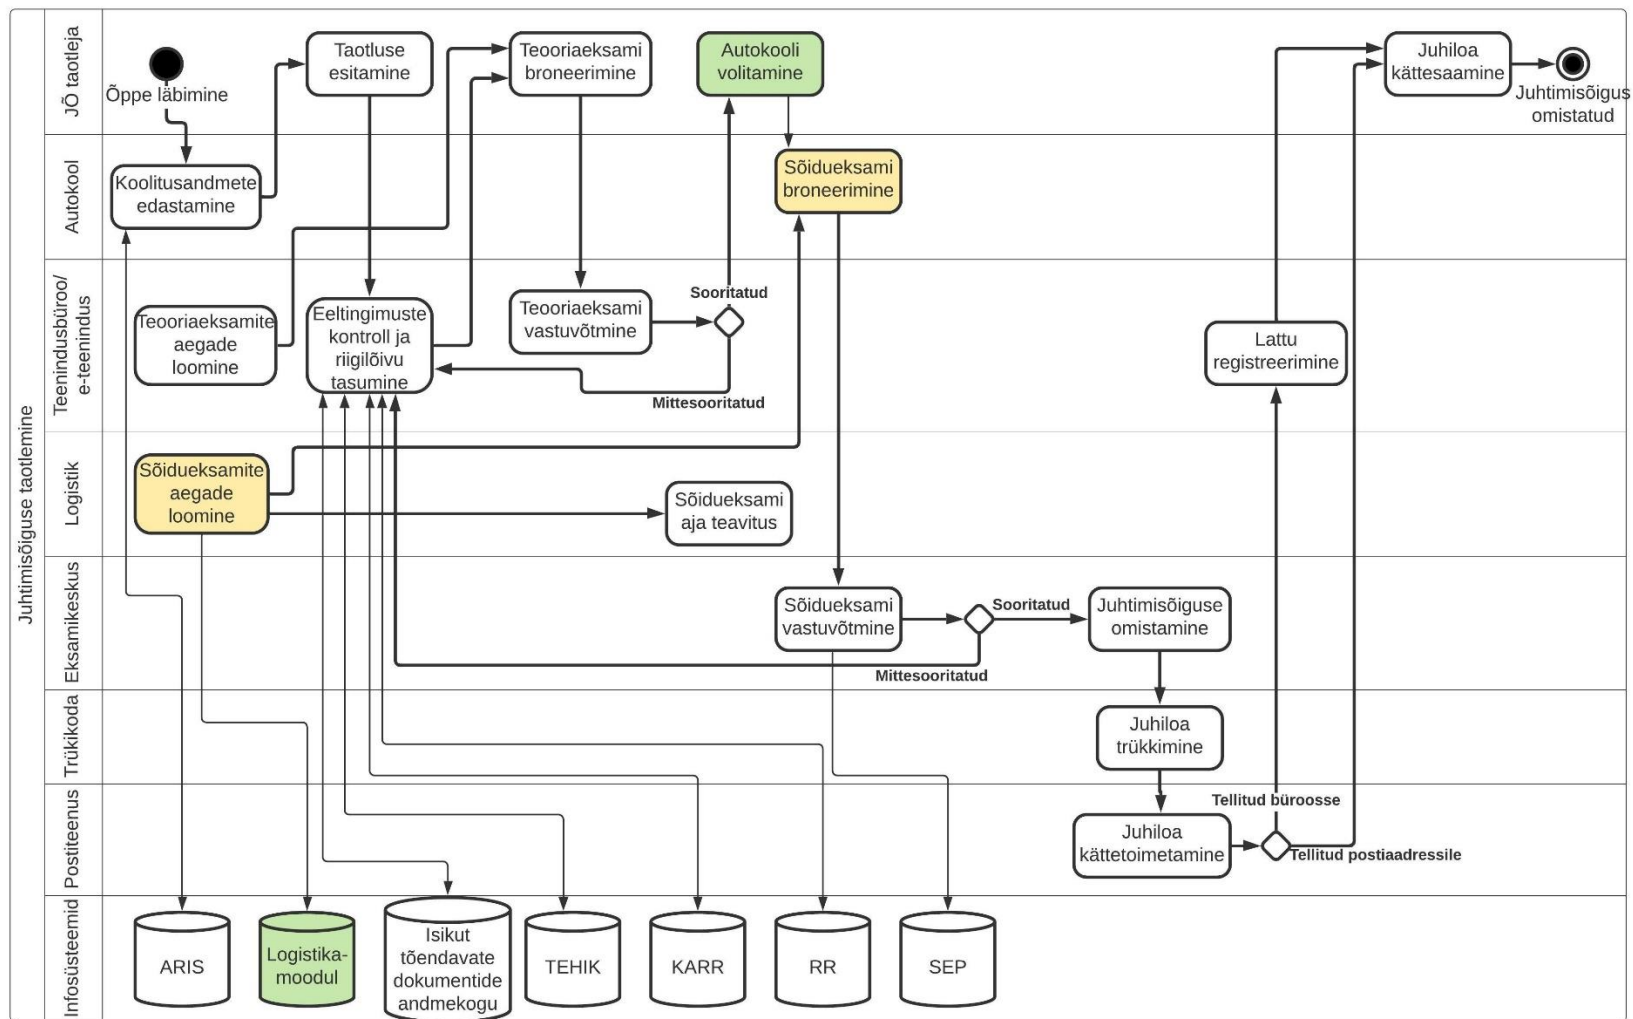 Juhtimisõiguse taotlemine
JÕ taotleja
Õppe läbimine
Taotluse
esitamine
Teooriaeksami
broneerimine
Autokooli
volitamine
Juhiloa
kättesaamine
Juhtimisõigus
omistatud
Autokool
Koolitusandmete
edastamine
Sõidueksami
broneerimine
Teenindusbüroo/
e-teenindus
Teooriaeksamite
aegade
loomine
Eeltingimuste
kontroll ja
riigilõivu
tasumine
Teooriaeksami
vastuvõtmine
Sooritatud
Mittesooritatud
Lattu
registreerimine
Logistik
Sõidueksamite
aegade
loomine
Sõidueksami
aja teavitus
Eksamikeskus
Sõidueksami
vastuvõtmine
Sooritatud
Mittesooritatud
Juhtimisõiguse
omistamine
Trükikoda
Juhiloa
trükkimine
Postiteenus
Juhiloa
kättetoimetamine
Tellitud büroosse
Tellitud postiaadressile
Infosüsteemid
ARIS
Logistika-
moodul
Isikut
tõendavate
dokumentide
andmekogu
TEHIK
KARR
RR
SEP